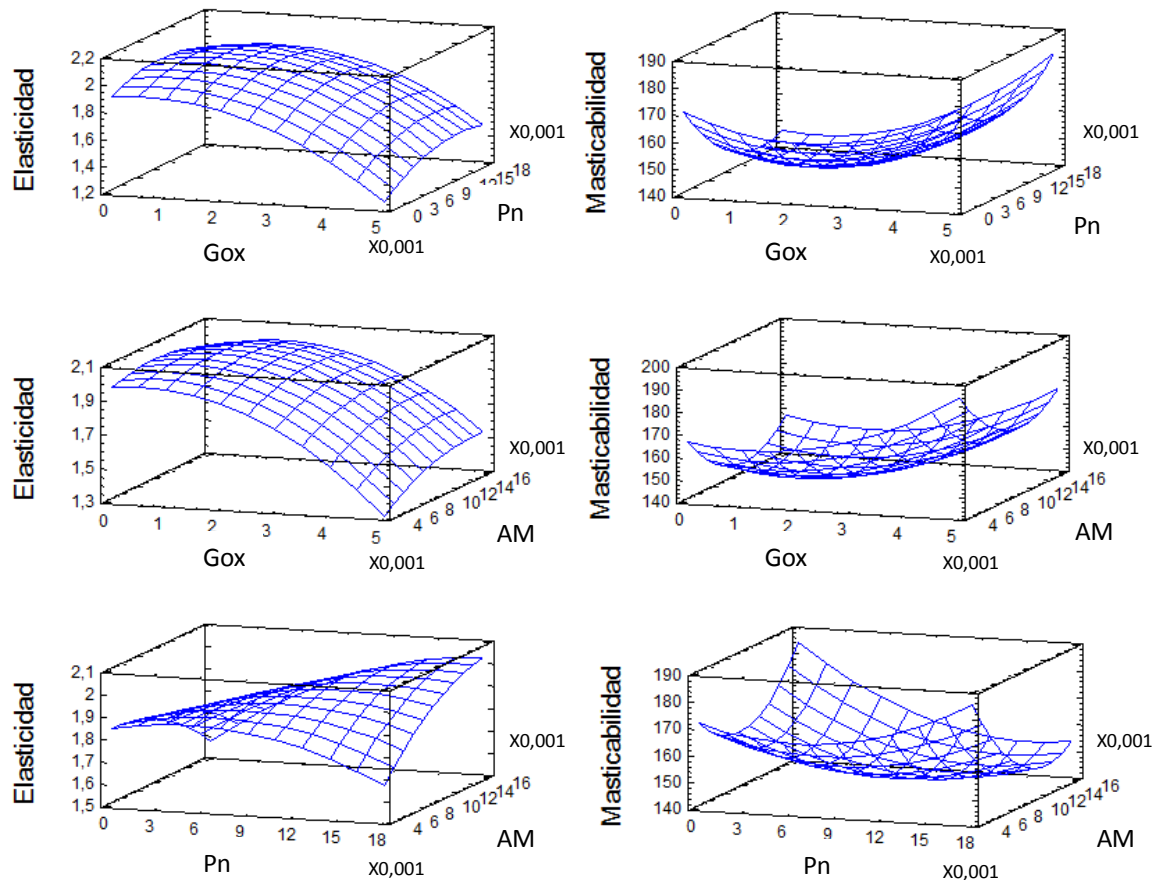 Elasticidad
2,2
2
1,8
1,6
1,4
1,2
0 1 2 3 4 5
Gox
X0,001
0 3 6 9 12 15 18
Pn
X0,001
Masticabilidad
190
180
170
160
150
140
0 1 2 3 4 5
Gox
X0,001
0 3 6 9 12 15 18
Pn
X0,001
Elasticidad
2,1
1,9
1,7
1,5
1,3
0 1 2 3 4 5
Gox
X0,001
4 6 8 10 12 14 16
AM
X0,001
Masticabilidad
200
190
180
170
160
150
140
0 1 2 3 4 5
Gox
X0,001
4 6 8 10 12 14 16
AM
X0,001
Elasticidad
2,1
2
1,9
1,8
1,7
1,6
1,5
0 3 6 9 12 15 18
Pn
X0,001
4 6 8 10 12 14 16
AM
X0,001
Masticabilidad
190
180
170
160
150
140
0 3 6 9 12 15 18
Pn
X0,001
4 6 8 10 12 14 16
AM
X0,001